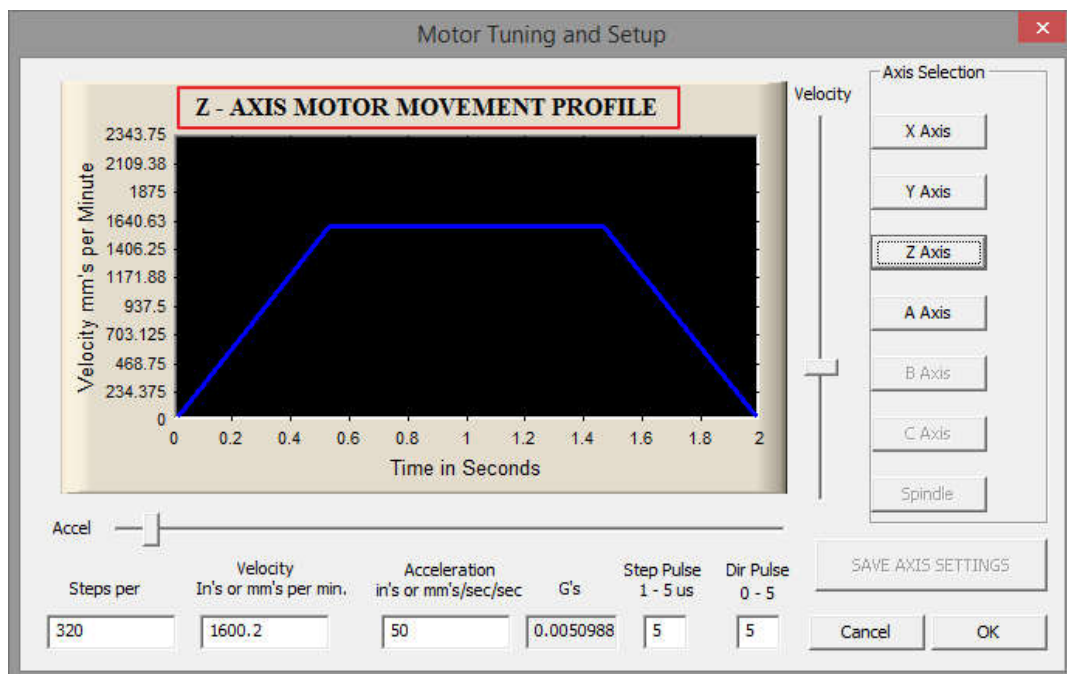 Motor Tuning and Setup
Z - AXIS MOTOR MOVEMENT PROFILE
Velocity mm's per Minute
2343.75
2109.38
1875
1640.63
1406.25
1171.88
937.5
703.125
468.75
234.375
0
0 0.2 0.4 0.6 0.8 1 1.2 1.4 1.6 1.8 2
Time in Seconds
Velocity
Axis Selection
X Axis
Y Axis
Z Axis
A Axis
B Axis
C Axis
Spindle
Accel
Steps per
Velocity
In's or mm's per min.
Acceleration
in's or mm's/sec/sec
G's
Step Pulse
1 - 5 us
Dir Pulse
0 - 5
320
1600.2
50
0.0050988
5
5
SAVE AXIS SETTINGS
Cancel
OK